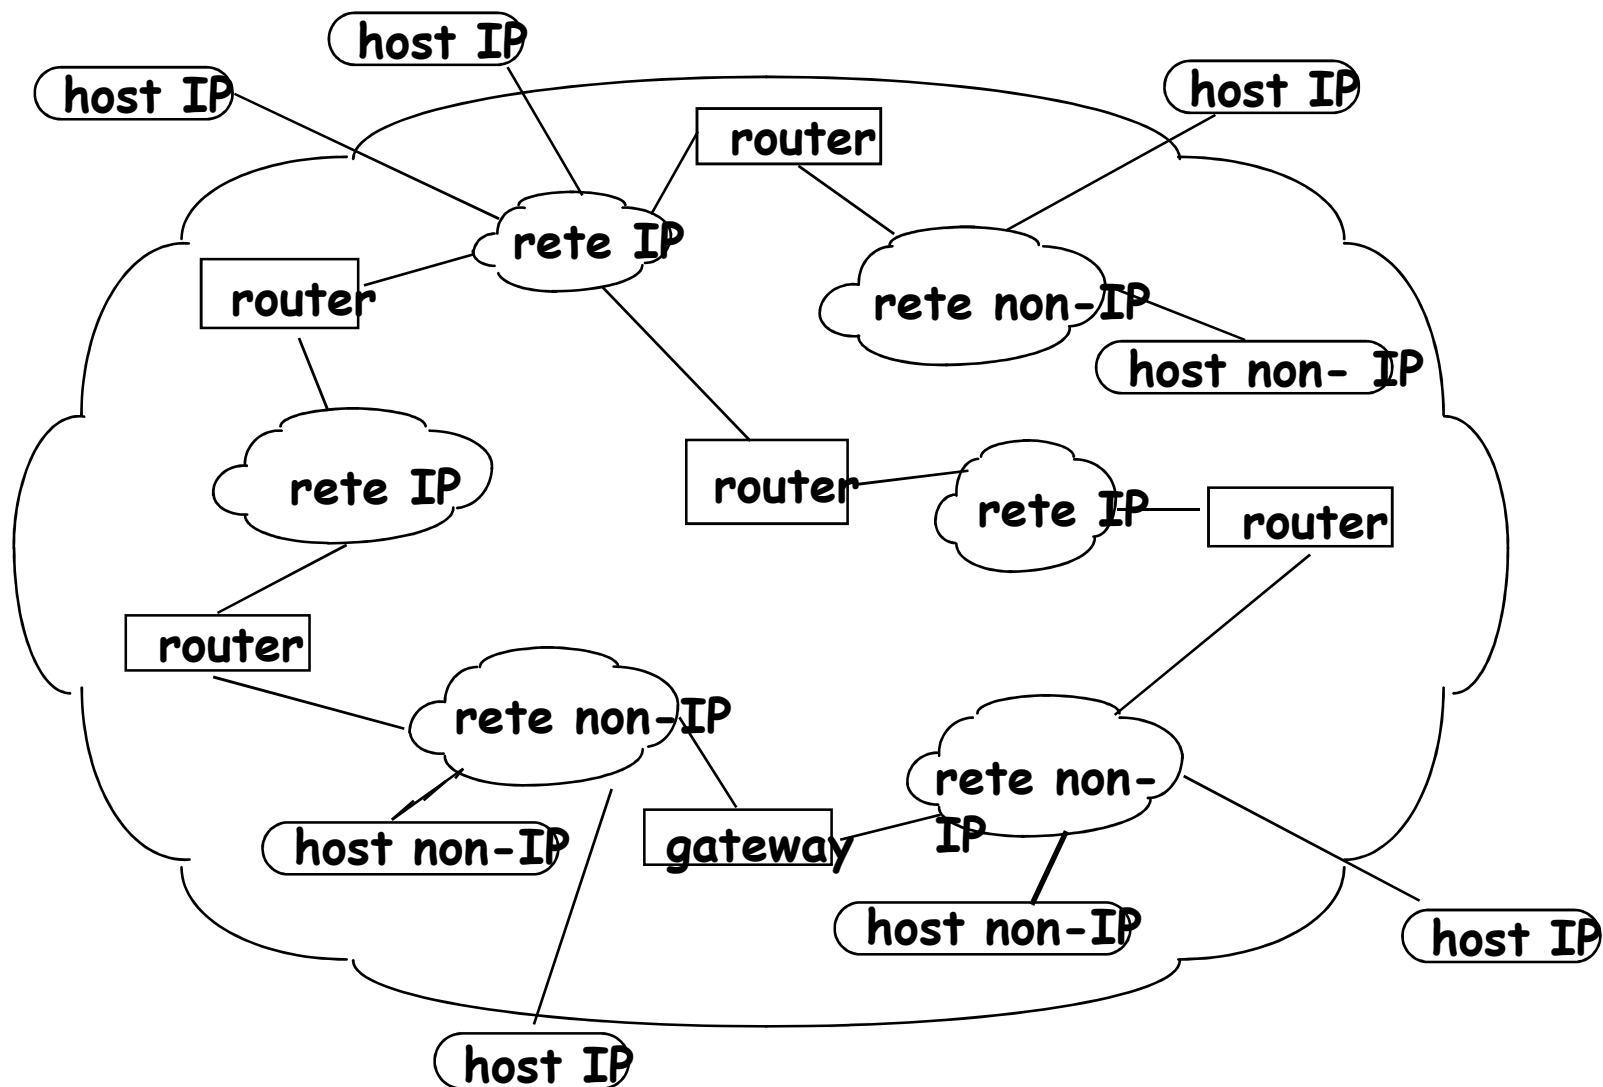 host IP
host IP
host IP
router
rete IP
router
rete non-IP
host non- IP
rete IP
router
rete IP
router
router
rete non-IP
rete non-
IP
host non-IP
gateway
host non-IP
host IP
host IP